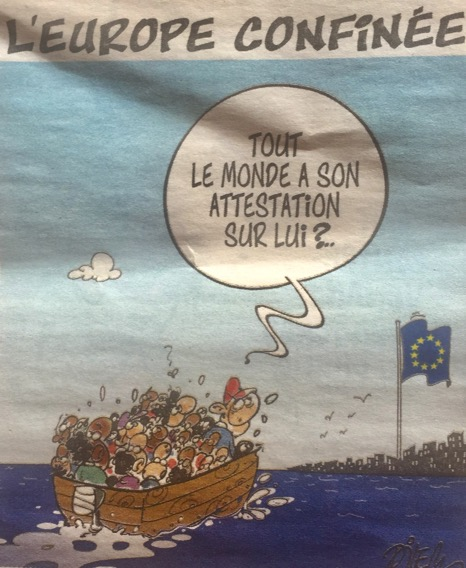 L'EUROPE CONFINÉE
TOUT
LE MONDE A SON
ATTESTATION
SUR LUI ?..